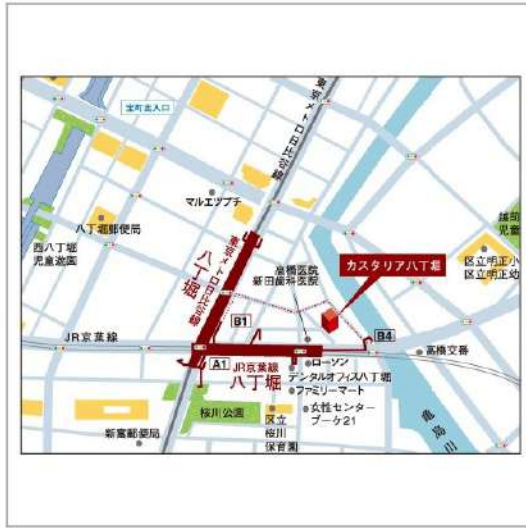 宝町出入口
東京メトロ日比谷線
マルエツプチ
八丁堀郵便局
西八丁堀
児童遊園
東京メトロ日比谷線
八丁堀
高橋医院
新田歯科医院
カスタリア八丁堀
越前
児童
区立明正小
区立明正幼
JR京葉線
B1
A1
JR京葉線
八丁堀
B4
ローソン
高橋交番
デンタルオフィス八丁堀
ファミリーマート
女性センター
ブーケ21
桜川公園
区立
桜川
保育園
新富郵便局
亀島川